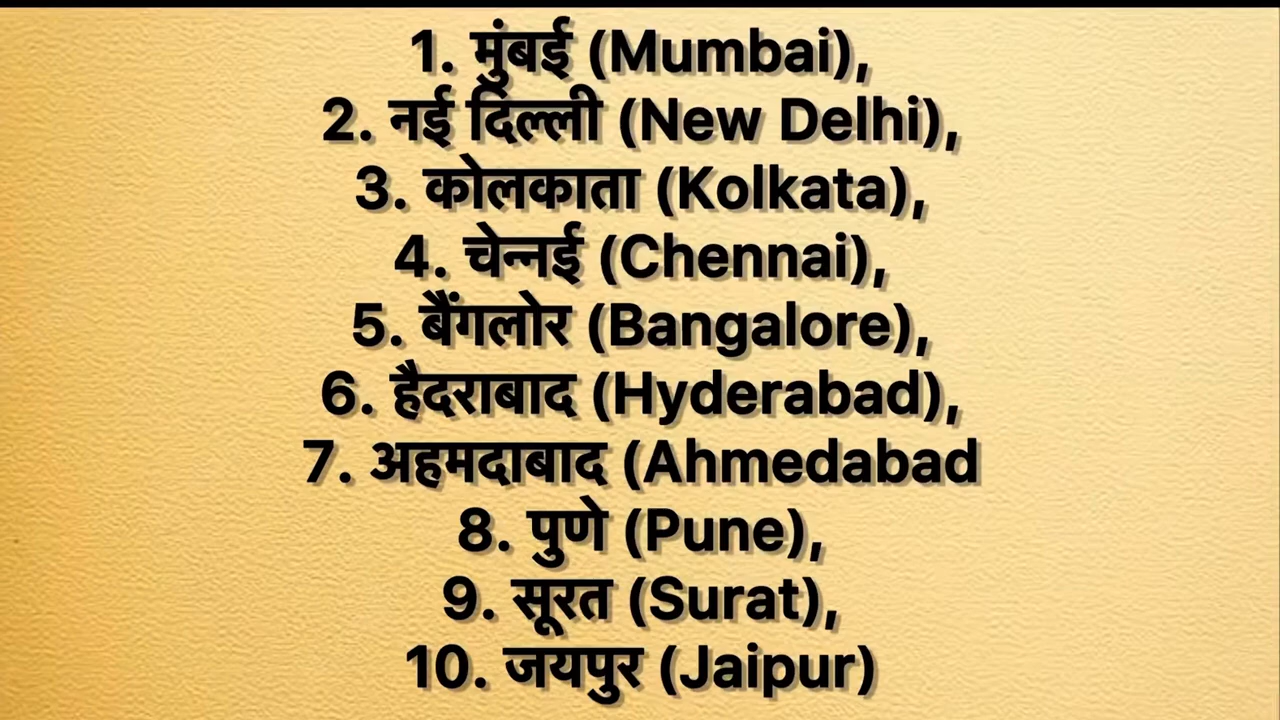 1. मुंबई (Mumbai),
2. नई दिल्ली (New Delhi),
3. कोलकाता (Kolkata),
4. चेन्नई (Chennai),
5. बैंगलोर (Bangalore),
6. हैदराबाद (Hyderabad),
7. अहमदाबाद (Ahmedabad
8. पुणे (Pune),
9. सूरत (Surat),
10. जयपुर (Jaipur)